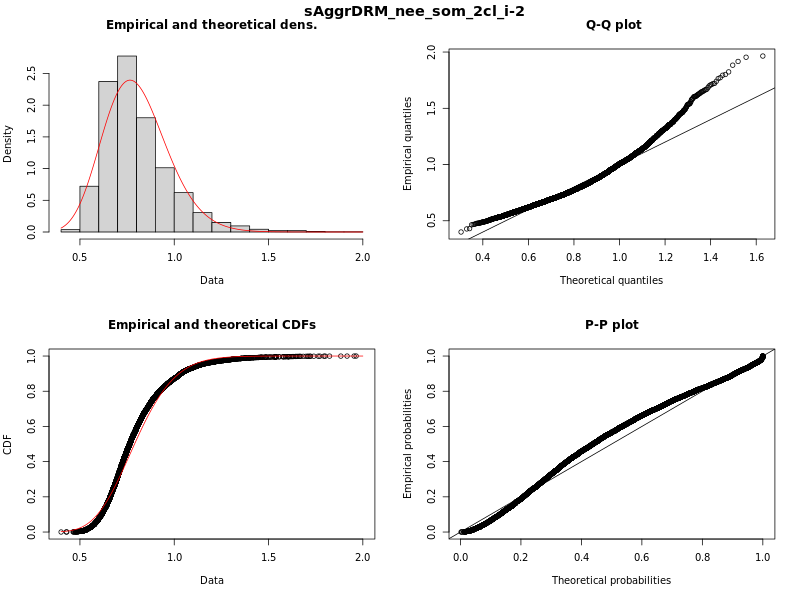 sAggrDRM_nee_som_2cl_i-2
Empirical and theoretical dens.
Density
0.0 0.5 1.0 1.5 2.0 2.5
0.5 1.0 1.5 2.0
Data
Q-Q plot
Empirical quantiles
0.5 1.0 1.5 2.0
0.4 0.6 0.8 1.0 1.2 1.4 1.6
Theoretical quantiles
Empirical and theoretical CDFs
CDF
0.0 0.2 0.4 0.6 0.8 1.0
0.5 1.0 1.5 2.0
Data
P-P plot
Empirical probabilities
0.0 0.2 0.4 0.6 0.8 1.0
0.0 0.2 0.4 0.6 0.8 1.0
Theoretical probabilities